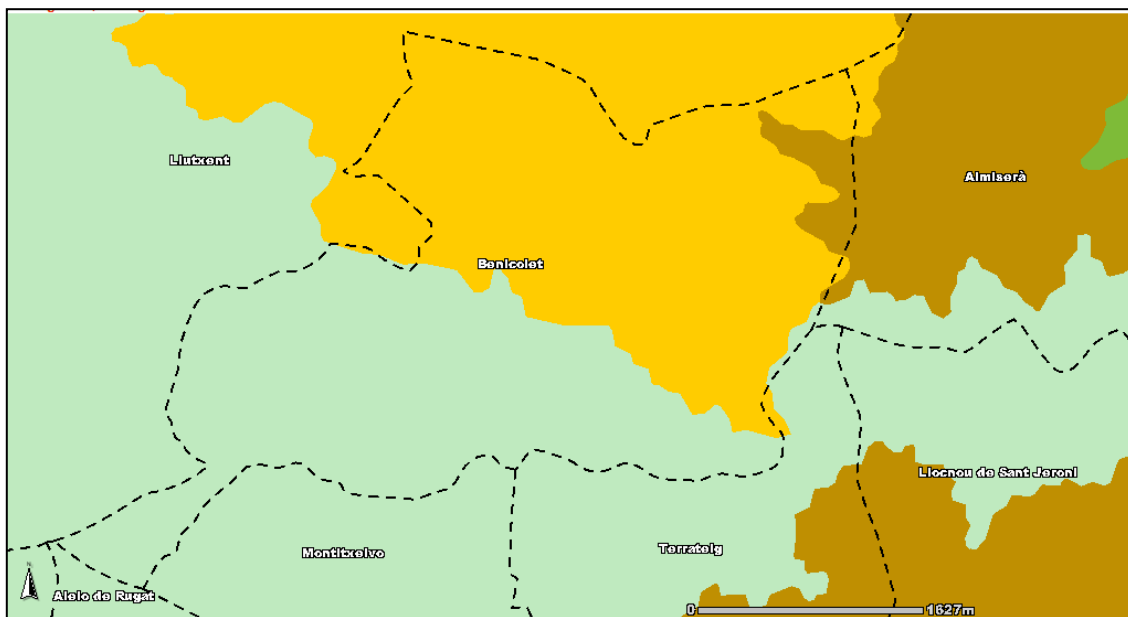 Llutxent
Almiserà
Benicolet
Llocnou de Sant Jeroni
Montitxelvo
Terrateig
Aielo de Rugat
0 1627m